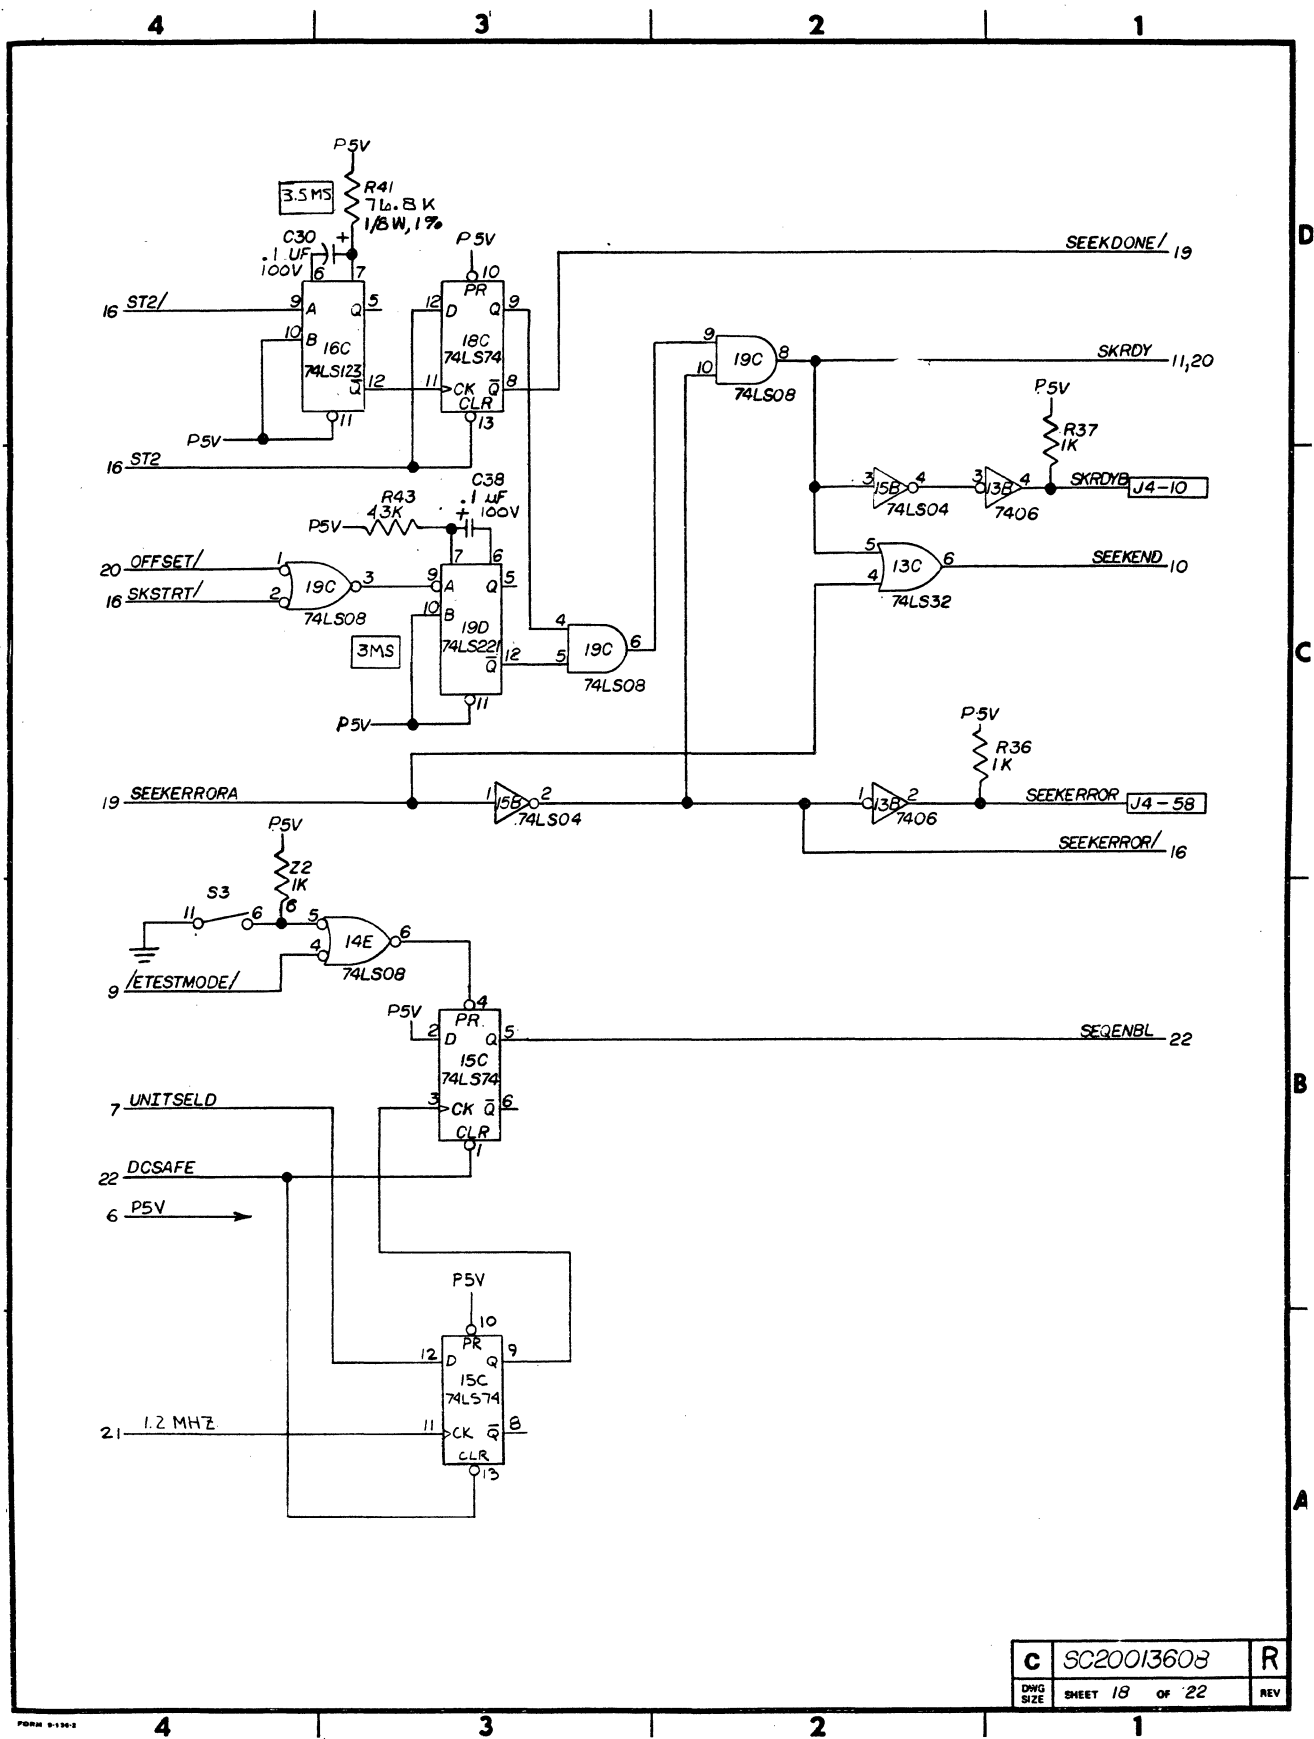 4 3 2 1
P5V
3.5MS
R41
76.8K
1/8W, 1%
C30 +
.1 UF
100V
6 7
P5V
10
PR
SEEKDONE/ 19
D
16 ST2/
9 A Q 5
10 B
16C
74LS123
Q 12
11
P5V
12 D Q 9
18C
74LS74
11 CK Q 8
CLR
13
16 ST2
9
10
19C 8
74LS08
SKRDY 11,20
P5V
R37
1K
3 15B 4
74LS04
3 13B 4
7406
SKRDYB J4-10
R43
43K
C38
.1 UF
+ 100V
P5V
7 6
20 OFFSET/ 1
16 SKSTRT/ 2
19C 3
74LS08
9 A Q 5
10 B
19D
74LS221
Q 12
11
3MS
P5V
4
5
19C 6
74LS08
5
4
13C 6
74LS32
SEEKEND 10
C
P5V
R36
1K
19 SEEKERRORA
1 15B 2
74LS04
1 13B 2
7406
SEEKERROR J4-58
SEEKERROR/ 16
P5V
Z2
1K
8
S3
11 6
5
4
14E 6
74LS08
9 /ETESTMODE/
P5V
4
PR
2 D Q 5
15C
74LS74
3 CK Q 6
CLR
1
SEQENBL 22
B
7 UNITSELD
22 DCSAFE
6 P5V
P5V
10
PR
12 D Q 9
15C
74LS74
21 1.2 MHZ
11 CK Q 8
CLR
13
A
C SC20013608 R
DWG SIZE SHEET 18 OF 22 REV
FORM 9-134-2
4 3 2 1